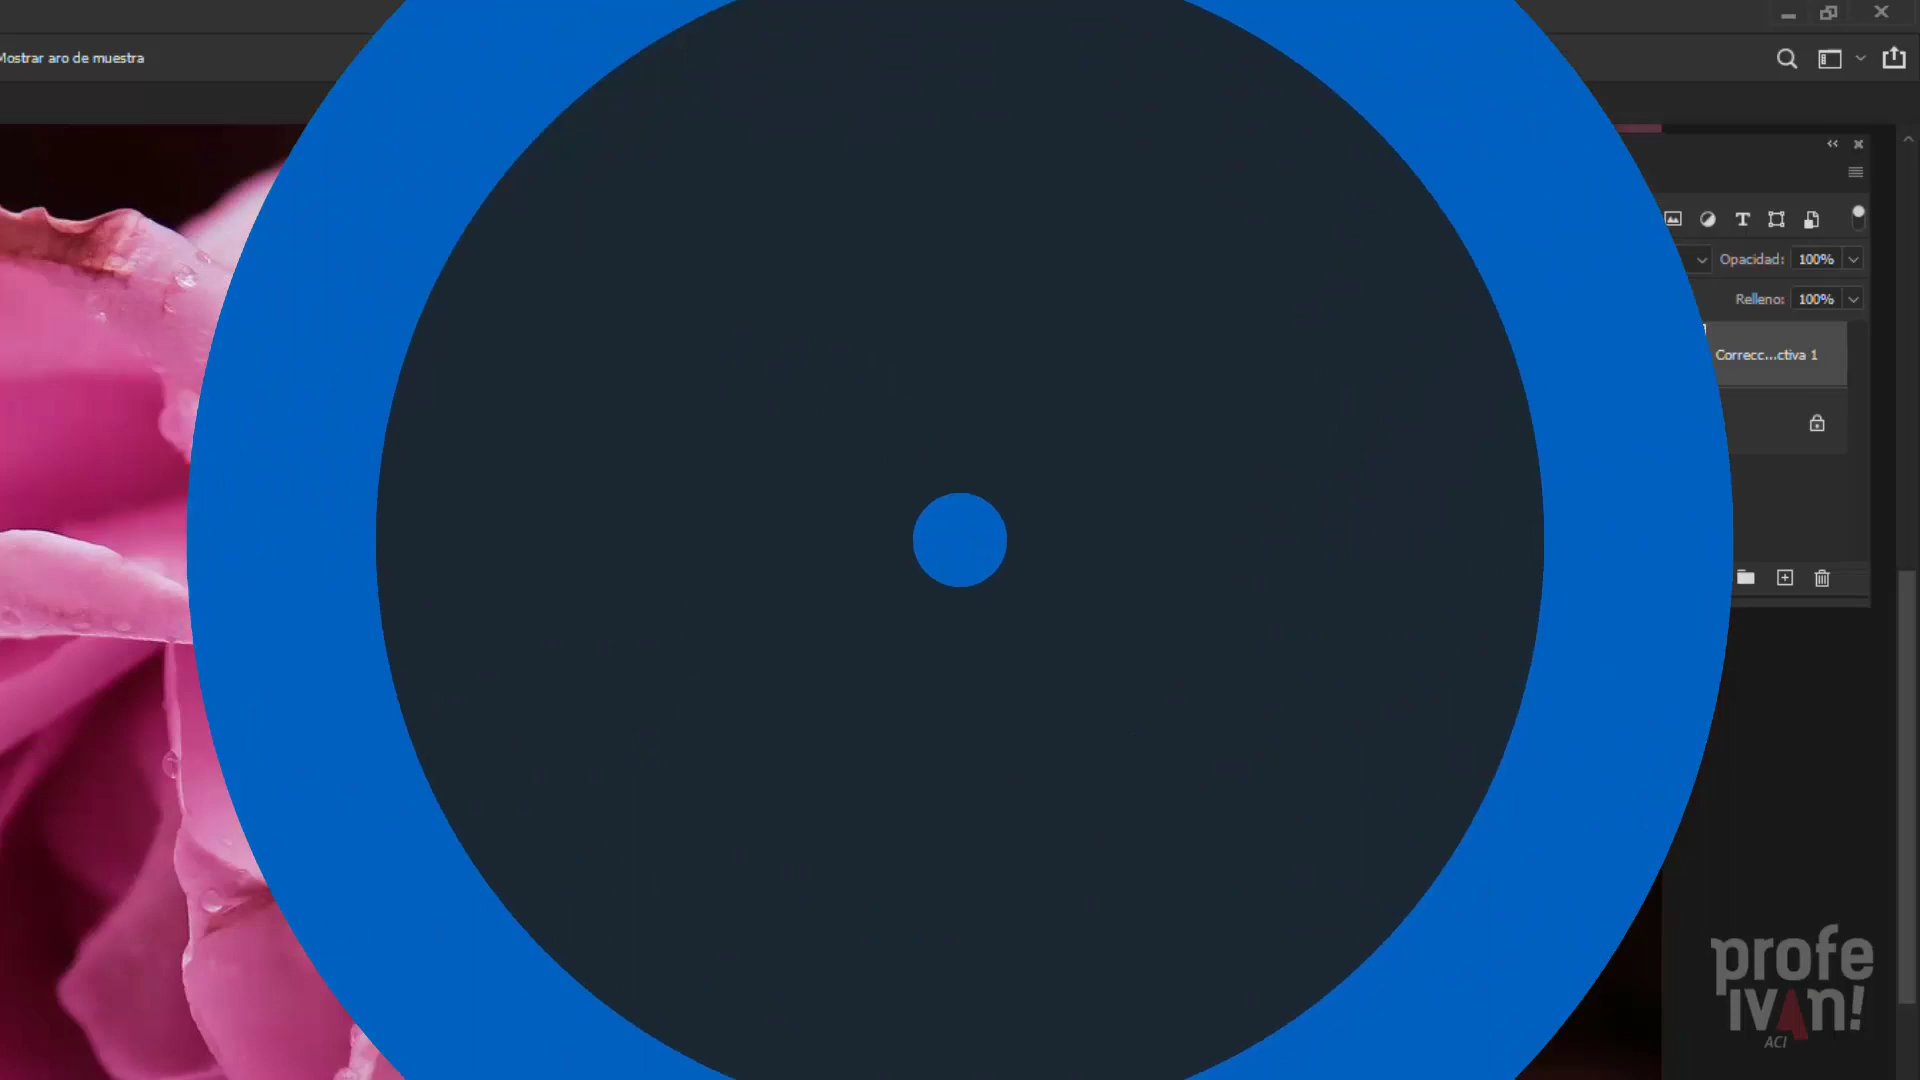 Mostrar aro de muestra
Opacidad: 100%
Relleno: 100%
Correcc...ctiva 1
profe
IVAn!
ACI